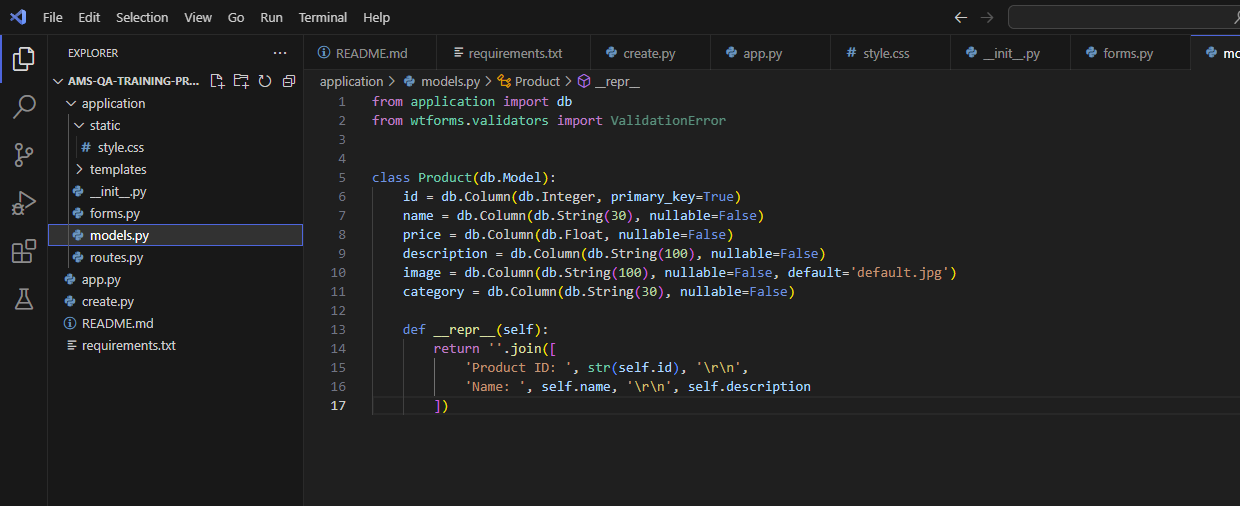 File Edit Selection View Go Run Terminal Help
EXPLORER
AMS-QA-TRAINING-PR...
application
static
# style.css
templates
__init__.py
forms.py
models.py
routes.py
app.py
create.py
README.md
requirements.txt
README.md requirements.txt create.py app.py # style.css __init__.py forms.py
application > models.py > Product > __repr__
1 from application import db
2 from wtforms.validators import ValidationError
3
4
5 class Product(db.Model):
6 id = db.Column(db.Integer, primary_key=True)
7 name = db.Column(db.String(30), nullable=False)
8 price = db.Column(db.Float, nullable=False)
9 description = db.Column(db.String(100), nullable=False)
10 image = db.Column(db.String(100), nullable=False, default='default.jpg')
11 category = db.Column(db.String(30), nullable=False)
12
13 def __repr__(self):
14 return ''.join([
15 'Product ID: ', str(self.id), '\r\n',
16 'Name: ', self.name, '\r\n', self.description
17 ])